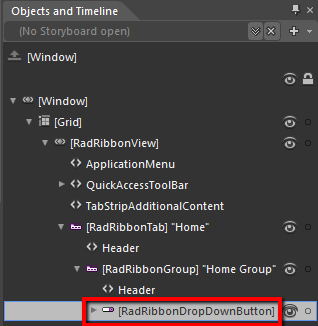 Objects and Timeline
(No Storyboard open)
[Window]
[Window]
[Grid]
[RadRibbonView]
ApplicationMenu
QuickAccessToolBar
TabStripAdditionalContent
[RadRibbonTab] "Home"
Header
[RadRibbonGroup] "Home Group"
Header
[RadRibbonDropDownButton]